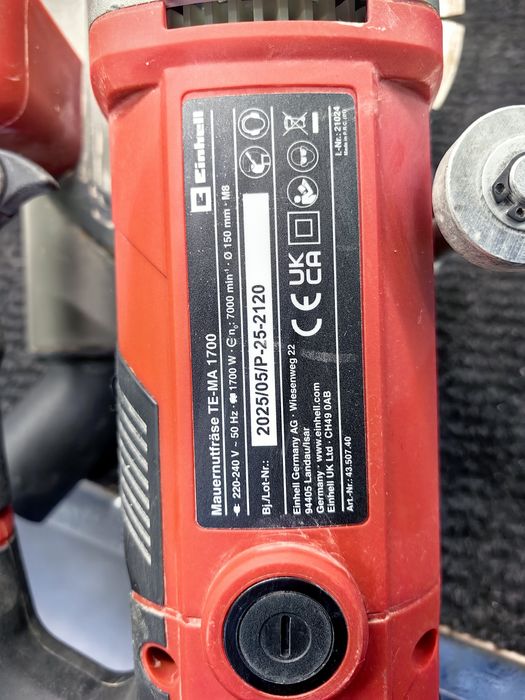 Einhell
Mauernutfräse TE-MA 1700
220-240 V ~ 50 Hz · 1700 W · n₀: 7000 min⁻¹ · Ø 150 mm · M8
Bj./Lot-Nr.: 2025/05/P-25-2120
Einhell Germany AG · Wiesenweg 22
94405 Landau/Isar
Germany · www.einhell.com
Einhell UK Ltd · CH49 0AB
Art.-Nr.: 43.507.40
CE
UK
CA
I.-Nr.: 21024
Made in P.R.C.